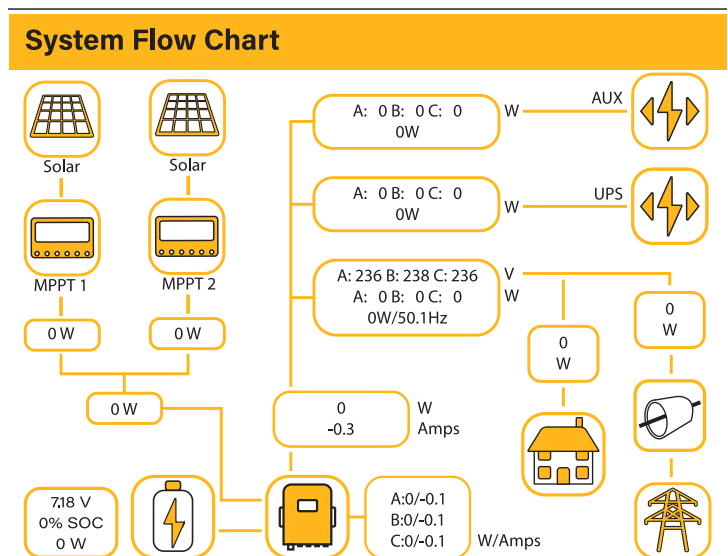 System Flow Chart
Solar
Solar
MPPT 1
MPPT 2
0 W
0 W
0 W
A: 0 B: 0 C: 0
0W
W
AUX
A: 0 B: 0 C: 0
0W
W
UPS
A: 236 B: 238 C: 236
V
A: 0 B: 0 C: 0
W
0W/50.1Hz
0
W
0
W
0
W
-0.3
Amps
7.18 V
0% SOC
0 W
A:0/-0.1
B:0/-0.1
C:0/-0.1
W/Amps